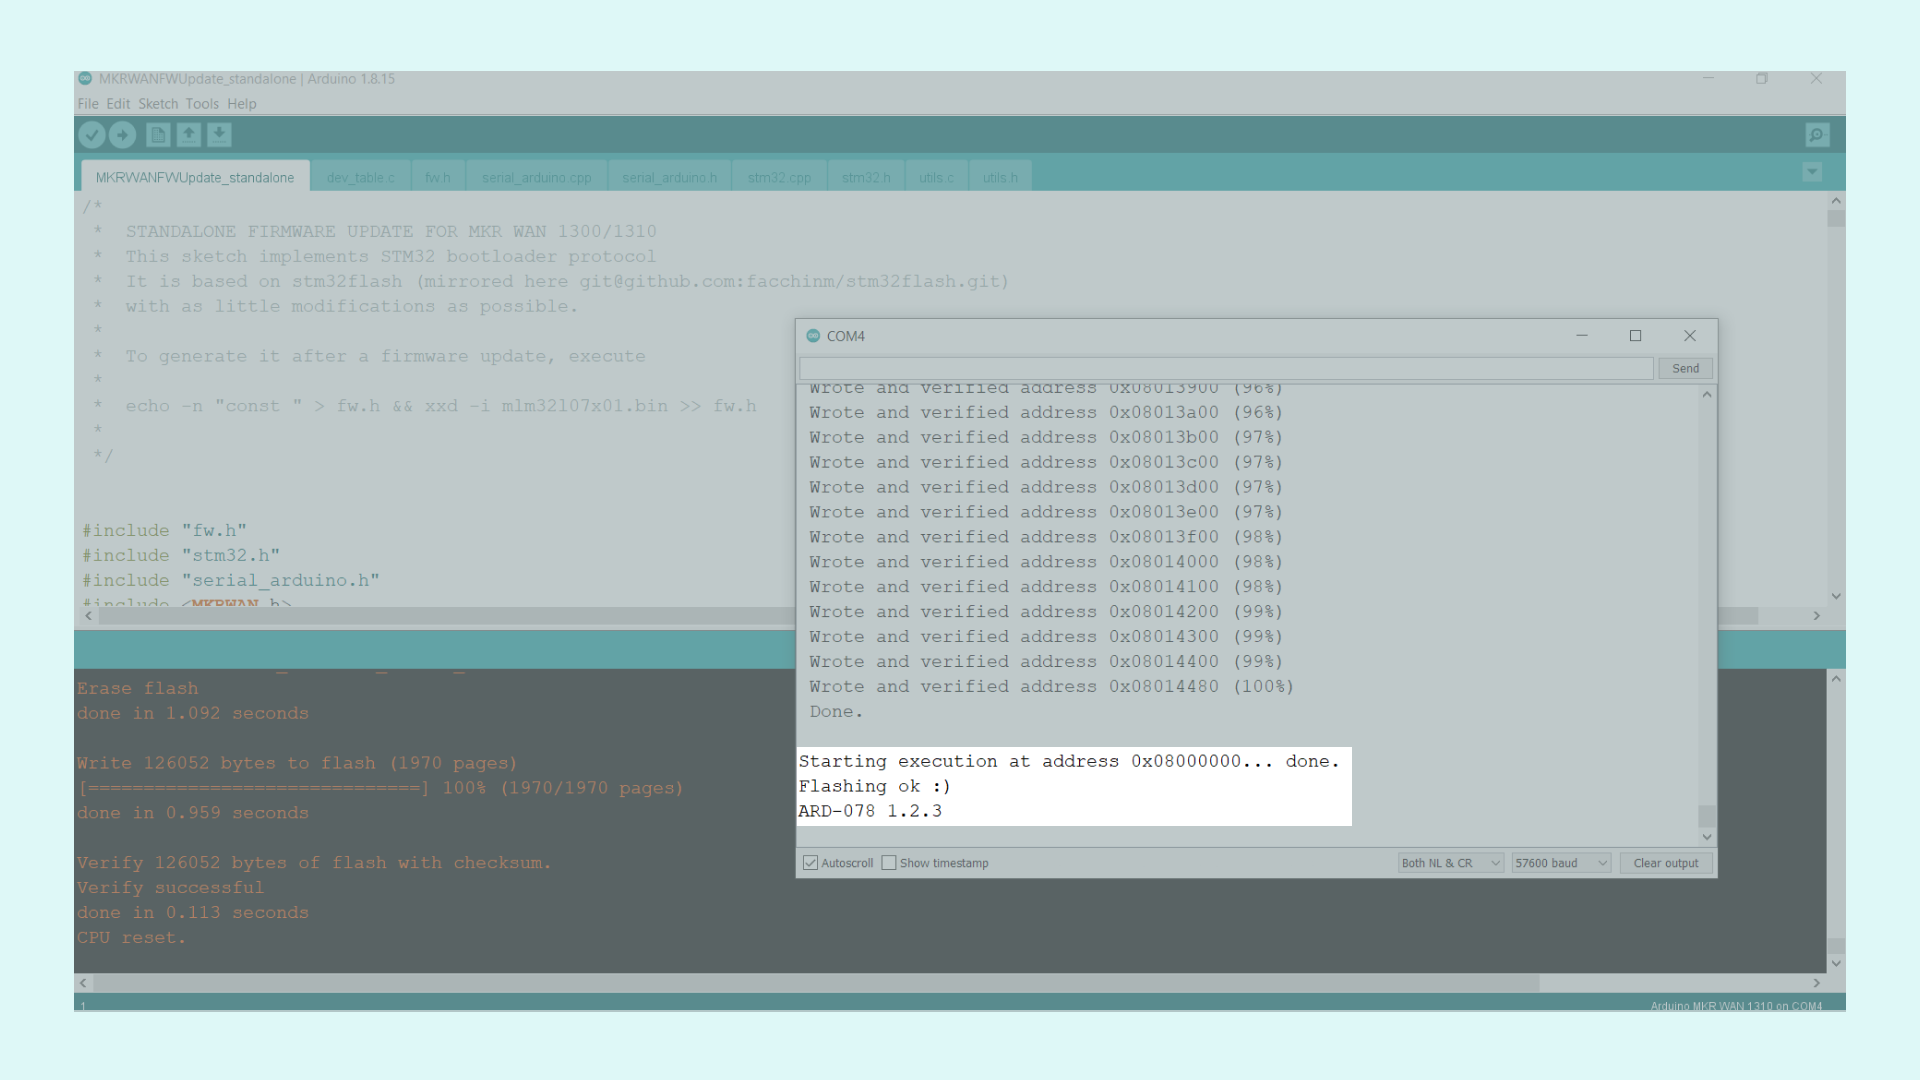 MKRWANFWUpdate_standalone | Arduino 1.8.15
File Edit Sketch Tools Help
MKRWANFWUpdate_standalone dev_table.c fw.h serial_arduino.cpp serial_arduino.h stm32.cpp stm32.h utils.c utils.h
/*
* STANDALONE FIRMWARE UPDATE FOR MKR WAN 1300/1310
* This sketch implements STM32 bootloader protocol
* It is based on stm32flash (mirrored here git@github.com:facchinm/stm32flash.git)
* with as little modifications as possible.
*
* To generate it after a firmware update, execute
*
* echo -n "const " > fw.h && xxd -i mlm32l07x01.bin >> fw.h
*
*/
#include "fw.h"
#include "stm32.h"
#include "serial_arduino.h"
#include <MKRWAN.h>
COM4
Send
Wrote and verified address 0x08013900 (96%)
Wrote and verified address 0x08013a00 (96%)
Wrote and verified address 0x08013b00 (97%)
Wrote and verified address 0x08013c00 (97%)
Wrote and verified address 0x08013d00 (97%)
Wrote and verified address 0x08013e00 (97%)
Wrote and verified address 0x08013f00 (98%)
Wrote and verified address 0x08014000 (98%)
Wrote and verified address 0x08014100 (98%)
Wrote and verified address 0x08014200 (99%)
Wrote and verified address 0x08014300 (99%)
Wrote and verified address 0x08014400 (99%)
Wrote and verified address 0x08014480 (100%)
Done.
Starting execution at address 0x08000000... done.
Flashing ok :)
ARD-078 1.2.3
Autoscroll Show timestamp Both NL & CR 57600 baud Clear output
Erase flash
done in 1.092 seconds
Write 126052 bytes to flash (1970 pages)
[==============================] 100% (1970/1970 pages)
done in 0.959 seconds
Verify 126052 bytes of flash with checksum.
Verify successful
done in 0.113 seconds
CPU reset.
1 Arduino MKR WAN 1310 on COM4